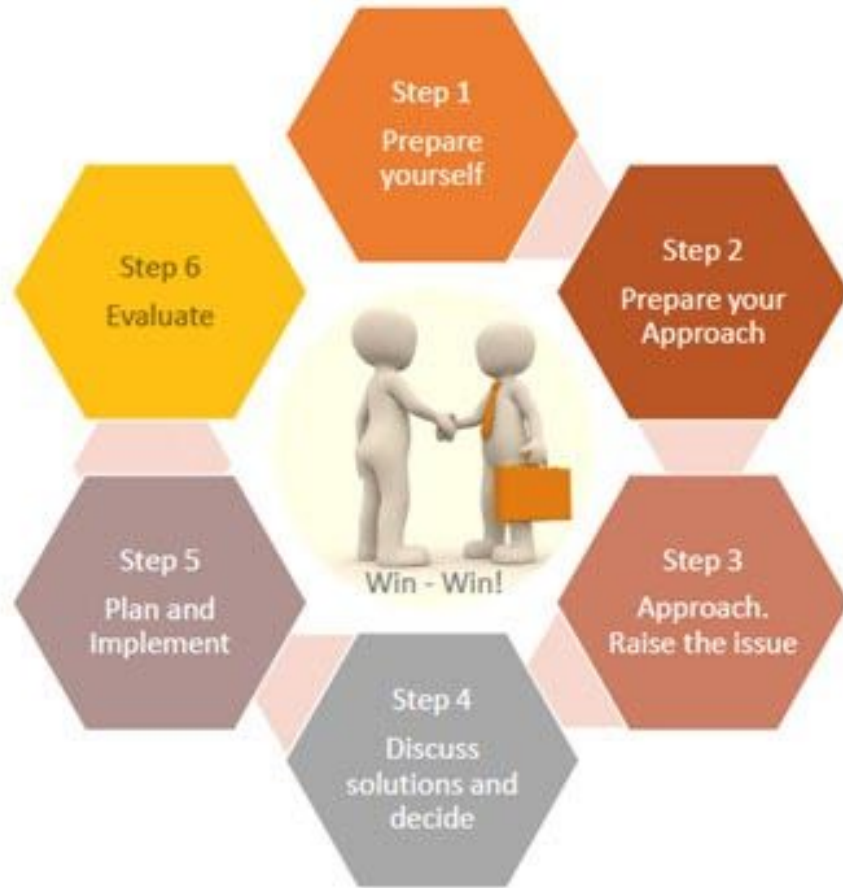 Step 1
Prepare
yourself
Step 2
Prepare your
Approach
Step 3
Approach.
Raise the issue
Step 4
Discuss
solutions and
decide
Step 5
Plan and
Implement
Step 6
Evaluate
Win - Win!